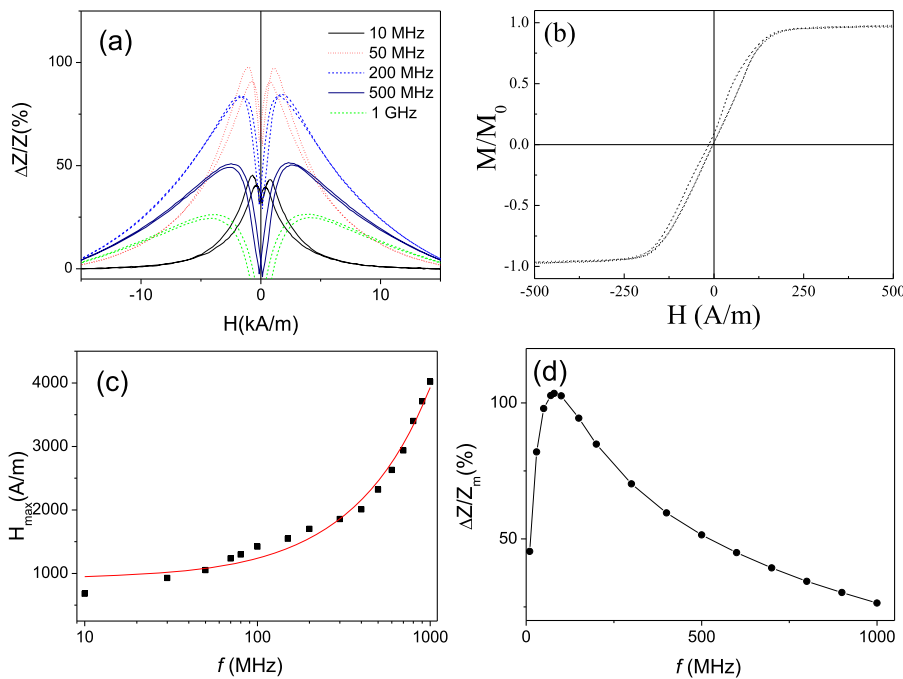 (a)
10 MHz
50 MHz
200 MHz
500 MHz
1 GHz
100
50
0
ΔZ/Z(%)
-10 0 10
H(kA/m)
(b)
1.0
0.5
0.0
-0.5
-1.0
M/M0
-500 -250 0 250 500
H (A/m)
(c)
4000
3000
2000
1000
Hmax(A/m)
10 100 1000
f (MHz)
(d)
100
50
ΔZ/Zm(%)
0 500 1000
f (MHz)